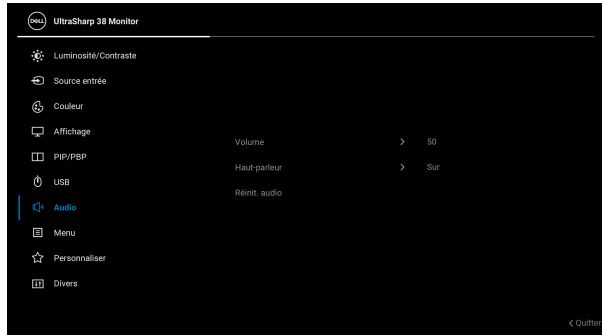 DELL UltraSharp 38 Monitor
Luminosité/Contraste
Source entrée
Couleur
Affichage
PIP/PBP
USB
Audio
Menu
Personnaliser
Divers
Volume 50
Haut-parleur Sur
Réinit. audio
Quitter